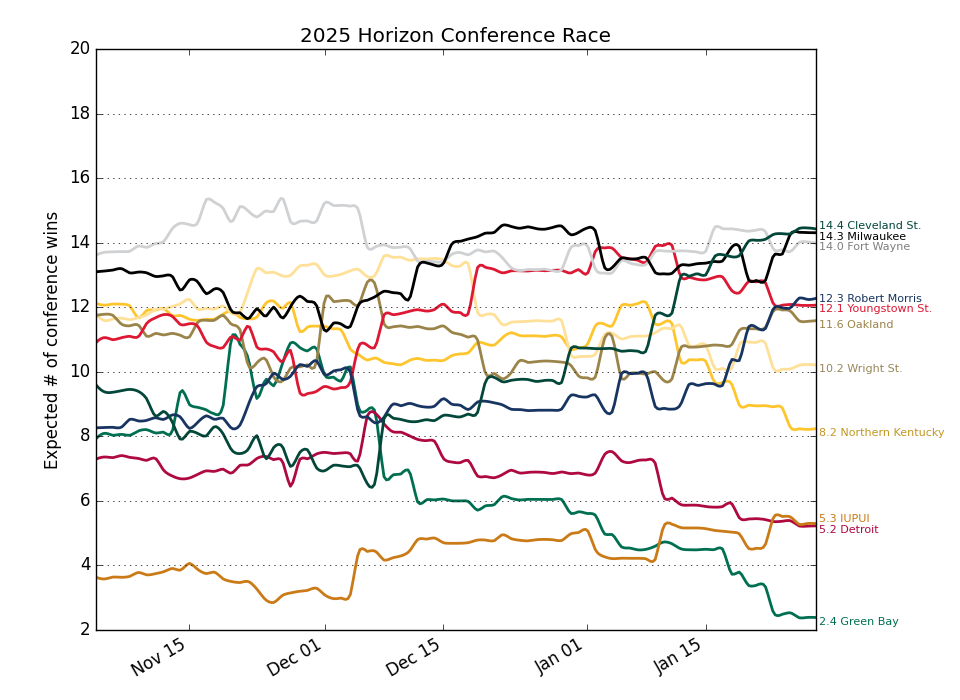 2025 Horizon Conference Race
Expected # of conference wins
20
18
16
14
12
10
8
6
4
2
Nov 15
Dec 01
Dec 15
Jan 01
Jan 15
14.4 Cleveland St.
14.3 Milwaukee
14.0 Fort Wayne
12.3 Robert Morris
12.1 Youngstown St.
11.6 Oakland
10.2 Wright St.
8.2 Northern Kentucky
5.3 IUPUI
5.2 Detroit
2.4 Green Bay